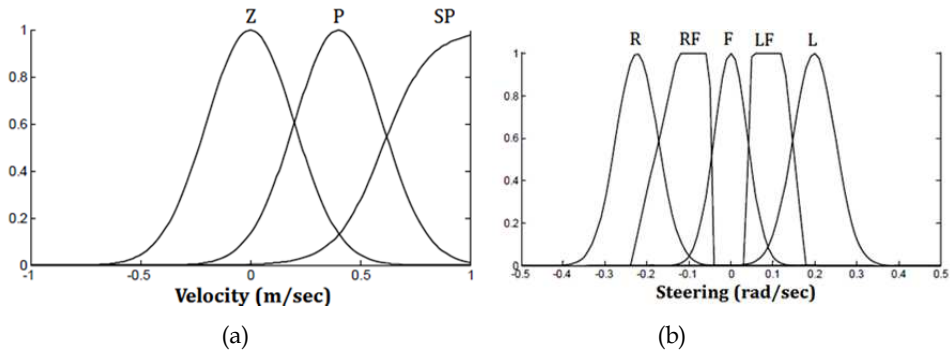 Z P SP
1
0.8
0.6
0.4
0.2
0
-1 -0.5 0 0.5 1
Velocity (m/sec)
(a)
R RF F LF L
1
0.8
0.6
0.4
0.2
0
-0.5 -0.4 -0.3 -0.2 -0.1 0 0.1 0.2 0.3 0.4 0.5
Steering (rad/sec)
(b)